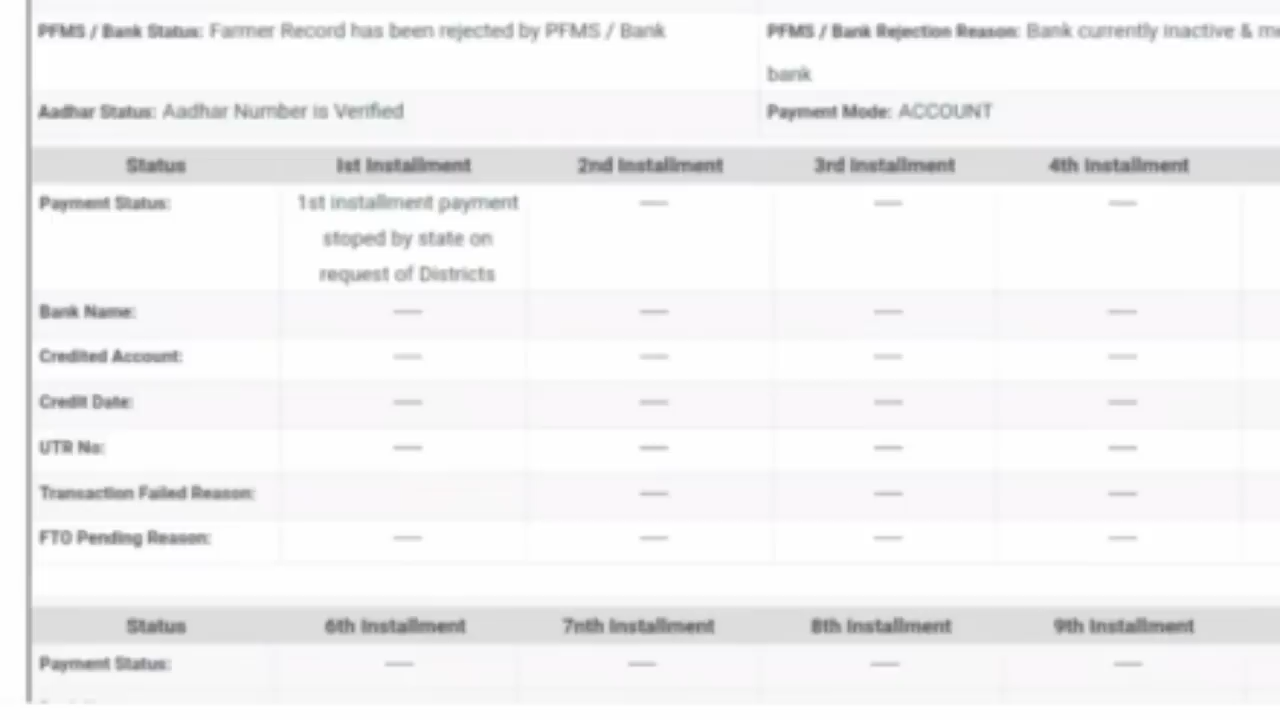 PFMS / Bank Status: Farmer Record has been rejected by PFMS / Bank
PFMS / Bank Rejection Reason: Bank currently inactive &
bank
Aadhar Status: Aadhar Number is Verified
Payment Mode: ACCOUNT
Status 1st Installment 2nd Installment 3rd Installment 4th Installment
Payment Status: 1st installment payment — — —
stoped by state on
request of Districts
Bank Name: — — — —
Credited Account: — — — —
Credit Date: — — — —
UTR No: — — — —
Transaction Failed Reason: — — —
FTO Pending Reason: — — — —
Status 6th Installment 7nth Installment 8th Installment 9th Installment
Payment Status: — — — —